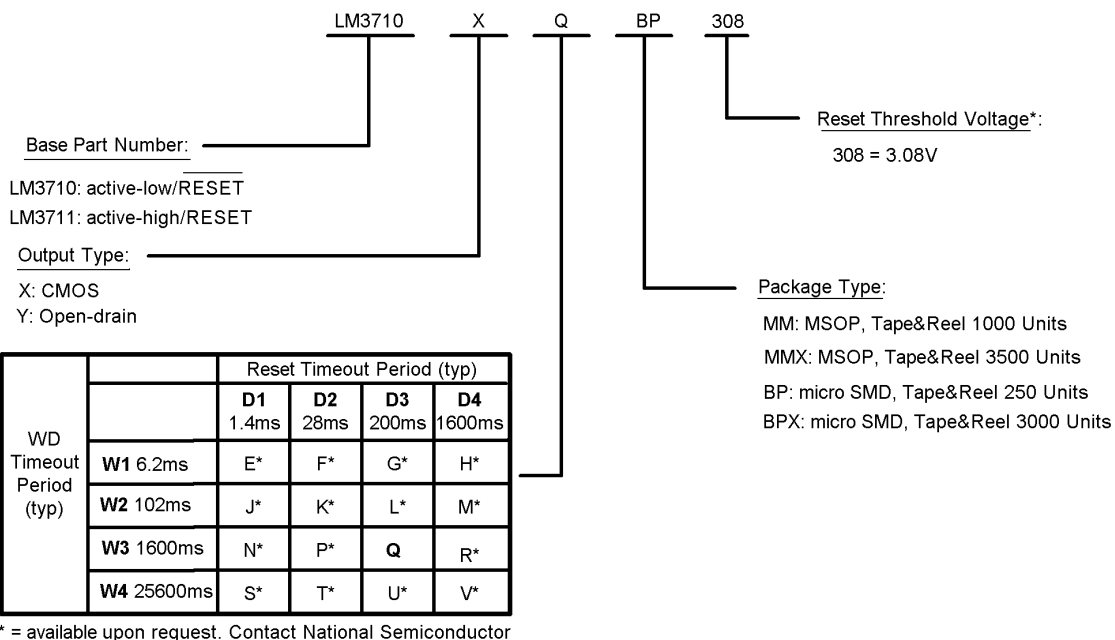 LM3710 X Q BP 308
Reset Threshold Voltage*:
308 = 3.08V
Base Part Number:
LM3710: active-low/RESET
LM3711: active-high/RESET
Output Type:
X: CMOS
Y: Open-drain
Package Type:
MM: MSOP, Tape&Reel 1000 Units
MMX: MSOP, Tape&Reel 3500 Units
BP: micro SMD, Tape&Reel 250 Units
BPX: micro SMD, Tape&Reel 3000 Units
Reset Timeout Period (typ)
D1 D2 D3 D4
1.4ms 28ms 200ms 1600ms
WD
Timeout
Period
(typ)
W1 6.2ms E* F* G* H*
W2 102ms J* K* L* M*
W3 1600ms N* P* Q R*
W4 25600ms S* T* U* V*
* = available upon request. Contact National Semiconductor